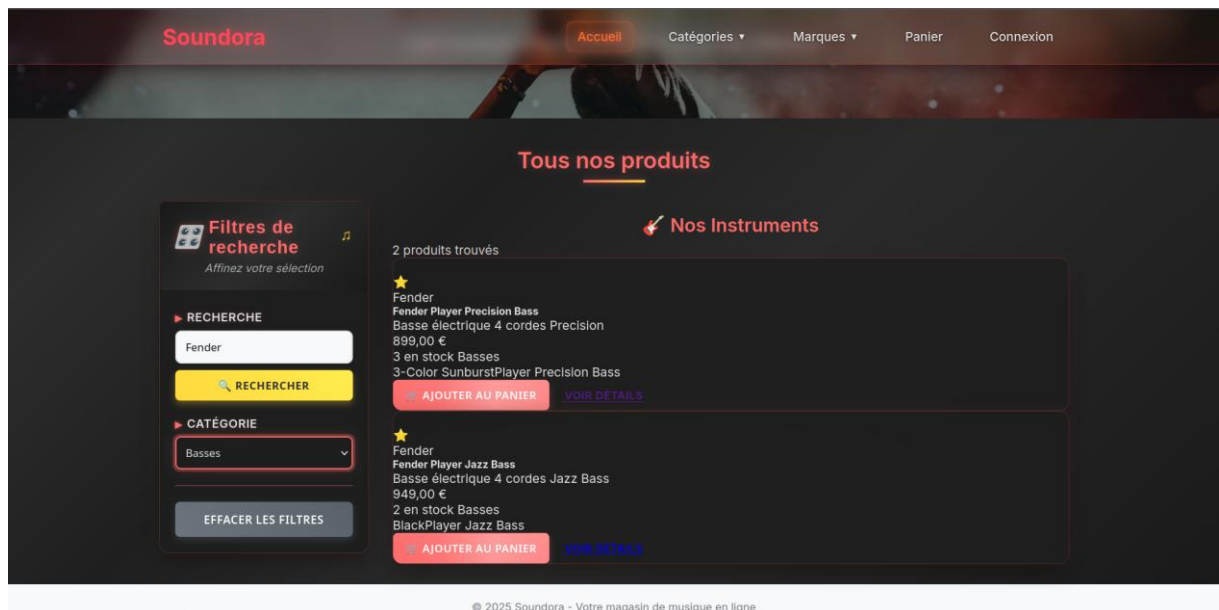 Soundora
Accueil
Catégories ▾
Marques ▾
Panier
Connexion
Tous nos produits
Filtres de
recherche
Affinez votre sélection
RECHERCHE
Fender
RECHERCHER
CATÉGORIE
Basses
EFFACER LES FILTRES
Nos Instruments
2 produits trouvés
Fender
Fender Player Precision Bass
Basse électrique 4 cordes Precision
899,00 €
3 en stock Basses
3-Color SunburstPlayer Precision Bass
AJOUTER AU PANIER
VOIR DÉTAILS
Fender
Fender Player Jazz Bass
Basse électrique 4 cordes Jazz Bass
949,00 €
2 en stock Basses
BlackPlayer Jazz Bass
AJOUTER AU PANIER
VOIR DÉTAILS
© 2025 Soundora - Votre magasin de musique en ligne